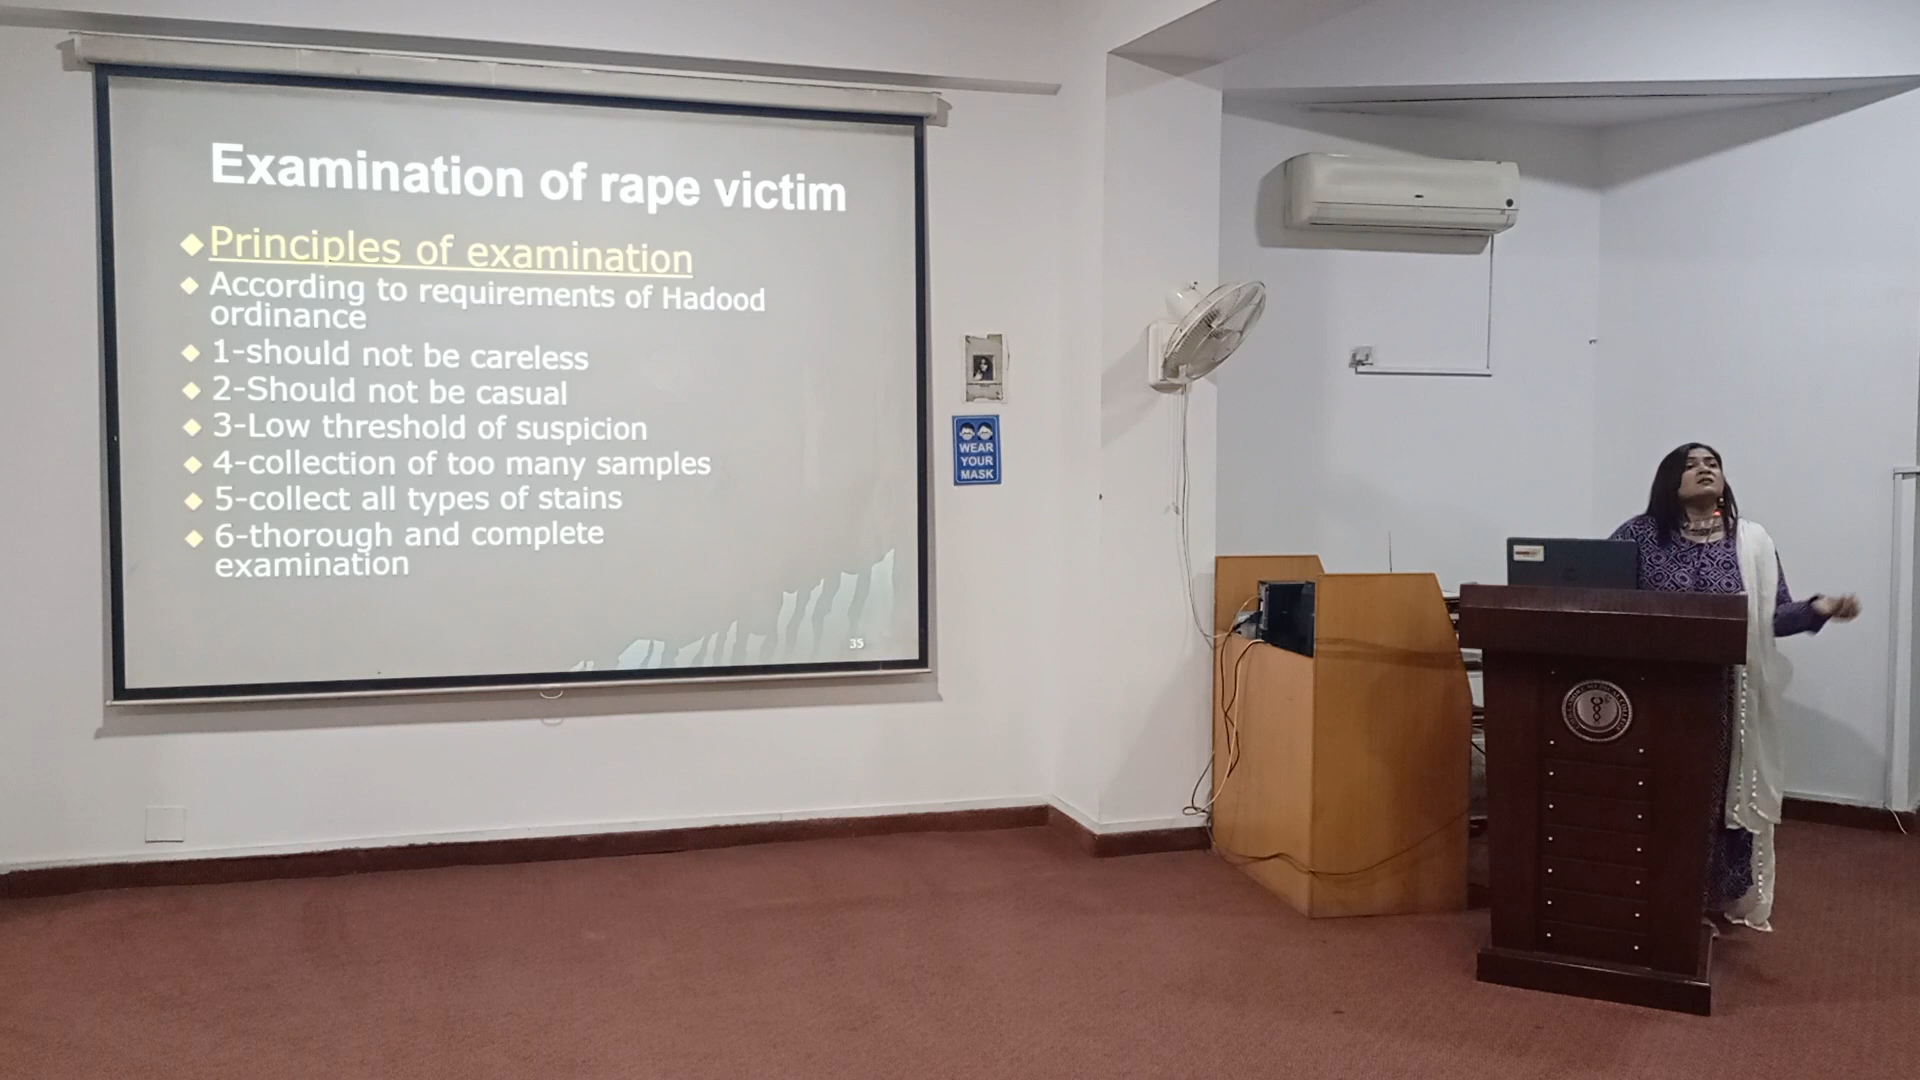 Examination of rape victim
Principles of examination
According to requirements of Hadood
ordinance
1-should not be careless
2-Should not be casual
3-Low threshold of suspicion
4-collection of too many samples
5-collect all types of stains
6-thorough and complete
examination
35
WEAR
YOUR
MASK